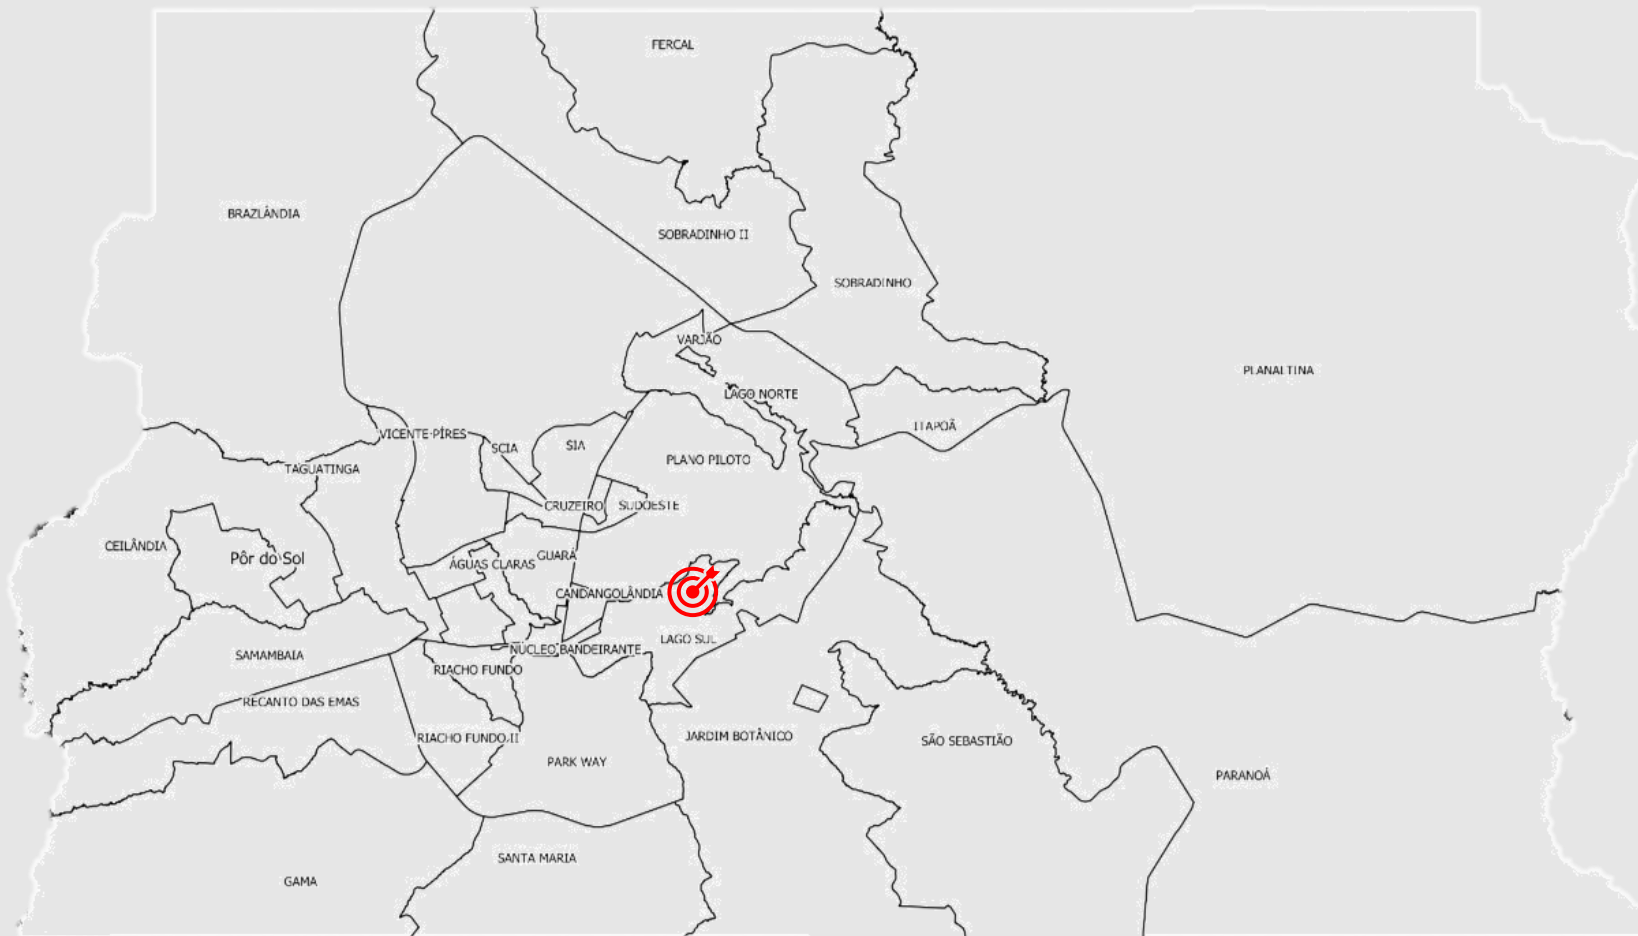 FERCAL
BRAZLÂNDIA
SOBRADINHO II
SOBRADINHO
VARJÃO
PLANALTINA
LAGO NORTE
ITAPOÃ
VICENTE PÍRES
SCIA
SIA
PLANO PILOTO
TAGUATINGA
CRUZEIRO
SUDOESTE
CEILÂNDIA
Pôr do Sol
GUARÁ
ÁGUAS CLARAS
CANDANGOLÂNDIA
LAGO SUL
NÚCLEO BANDEIRANTE
SAMAMBAIA
RIACHO FUNDO
RECANTO DAS EMAS
RIACHO FUNDO II
JARDIM BOTÂNICO
SÃO SEBASTIÃO
PARK WAY
PARANOÁ
SANTA MARIA
GAMA